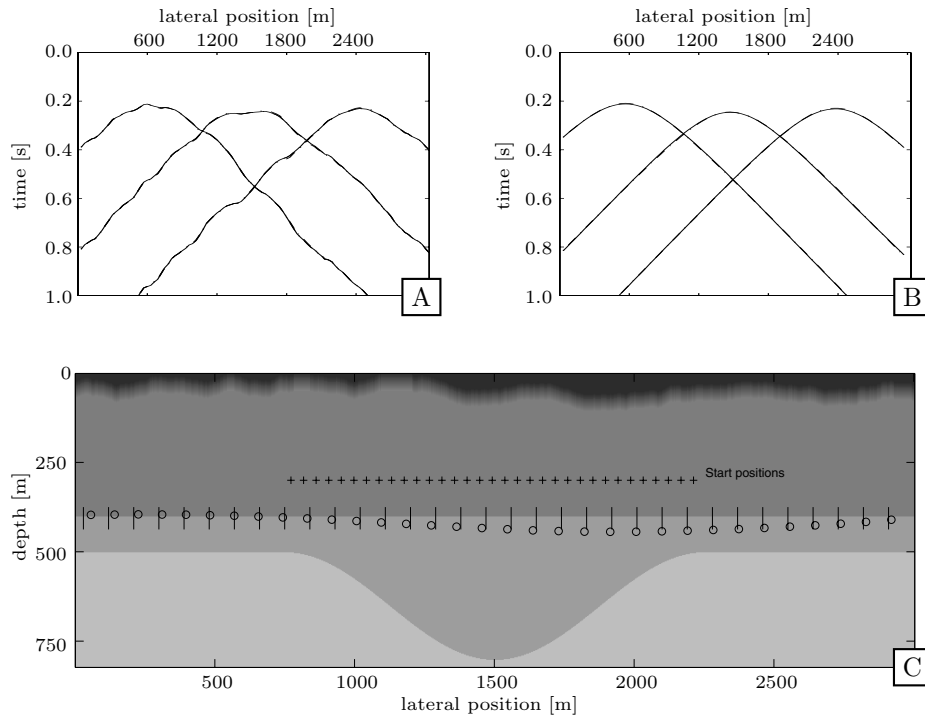 lateral position [m]
600 1200 1800 2400
0.0
0.2
0.4
0.6
0.8
1.0
time [s]
A
lateral position [m]
600 1200 1800 2400
0.0
0.2
0.4
0.6
0.8
1.0
time [s]
B
0
250
500
750
depth [m]
Start positions
500 1000 1500 2000 2500
lateral position [m]
C